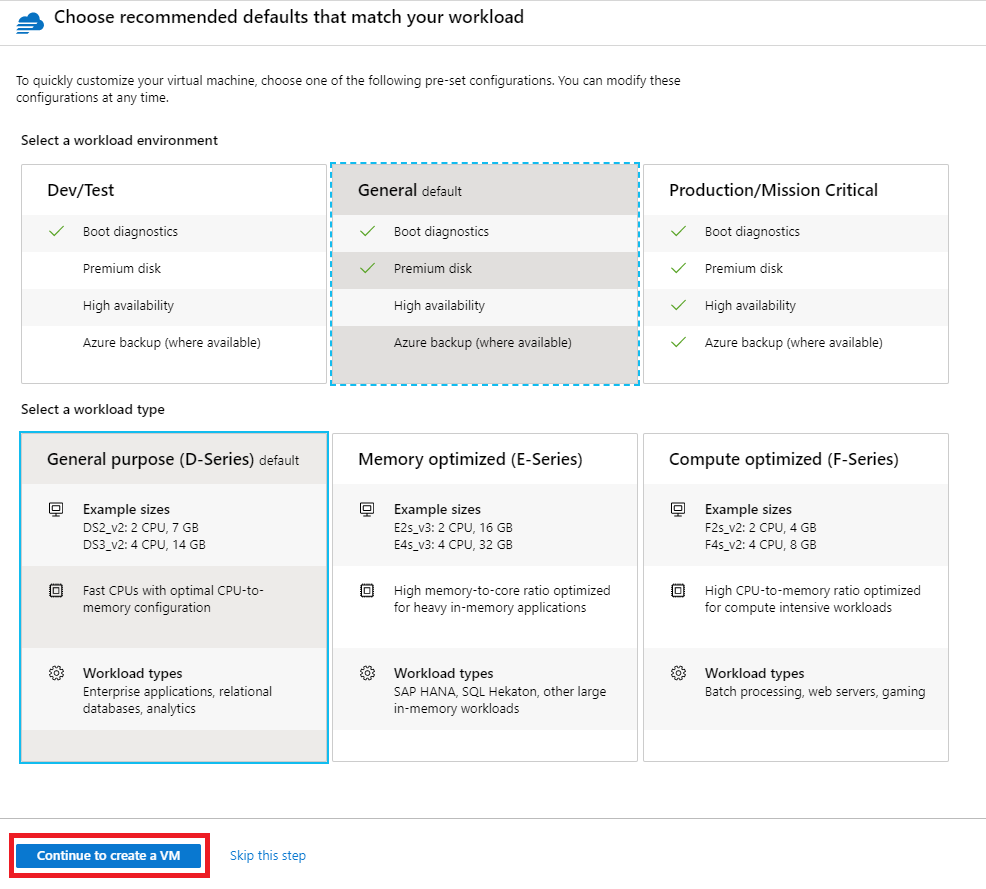 Choose recommended defaults that match your workload
To quickly customize your virtual machine, choose one of the following pre-set configurations. You can modify these
configurations at any time.
Select a workload environment
Dev/Test
Boot diagnostics
Premium disk
High availability
Azure backup (where available)
General default
Boot diagnostics
Premium disk
High availability
Azure backup (where available)
Production/Mission Critical
Boot diagnostics
Premium disk
High availability
Azure backup (where available)
Select a workload type
General purpose (D-Series) default
Example sizes
DS2_v2: 2 CPU, 7 GB
DS3_v2: 4 CPU, 14 GB
Fast CPUs with optimal CPU-to-
memory configuration
Workload types
Enterprise applications, relational
databases, analytics
Memory optimized (E-Series)
Example sizes
E2s_v3: 2 CPU, 16 GB
E4s_v3: 4 CPU, 32 GB
High memory-to-core ratio optimized
for heavy in-memory applications
Workload types
SAP HANA, SQL Hekaton, other large
in-memory workloads
Compute optimized (F-Series)
Example sizes
F2s_v2: 2 CPU, 4 GB
F4s_v2: 4 CPU, 8 GB
High CPU-to-memory ratio optimized
for compute intensive workloads
Workload types
Batch processing, web servers, gaming
Continue to create a VM
Skip this step